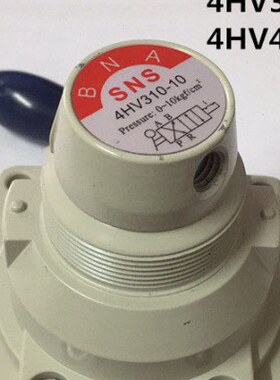 4HV3
4HV4
B N A
SNS
4HV310-10
Pressure: 0~10kgf/cm²
A B
P R